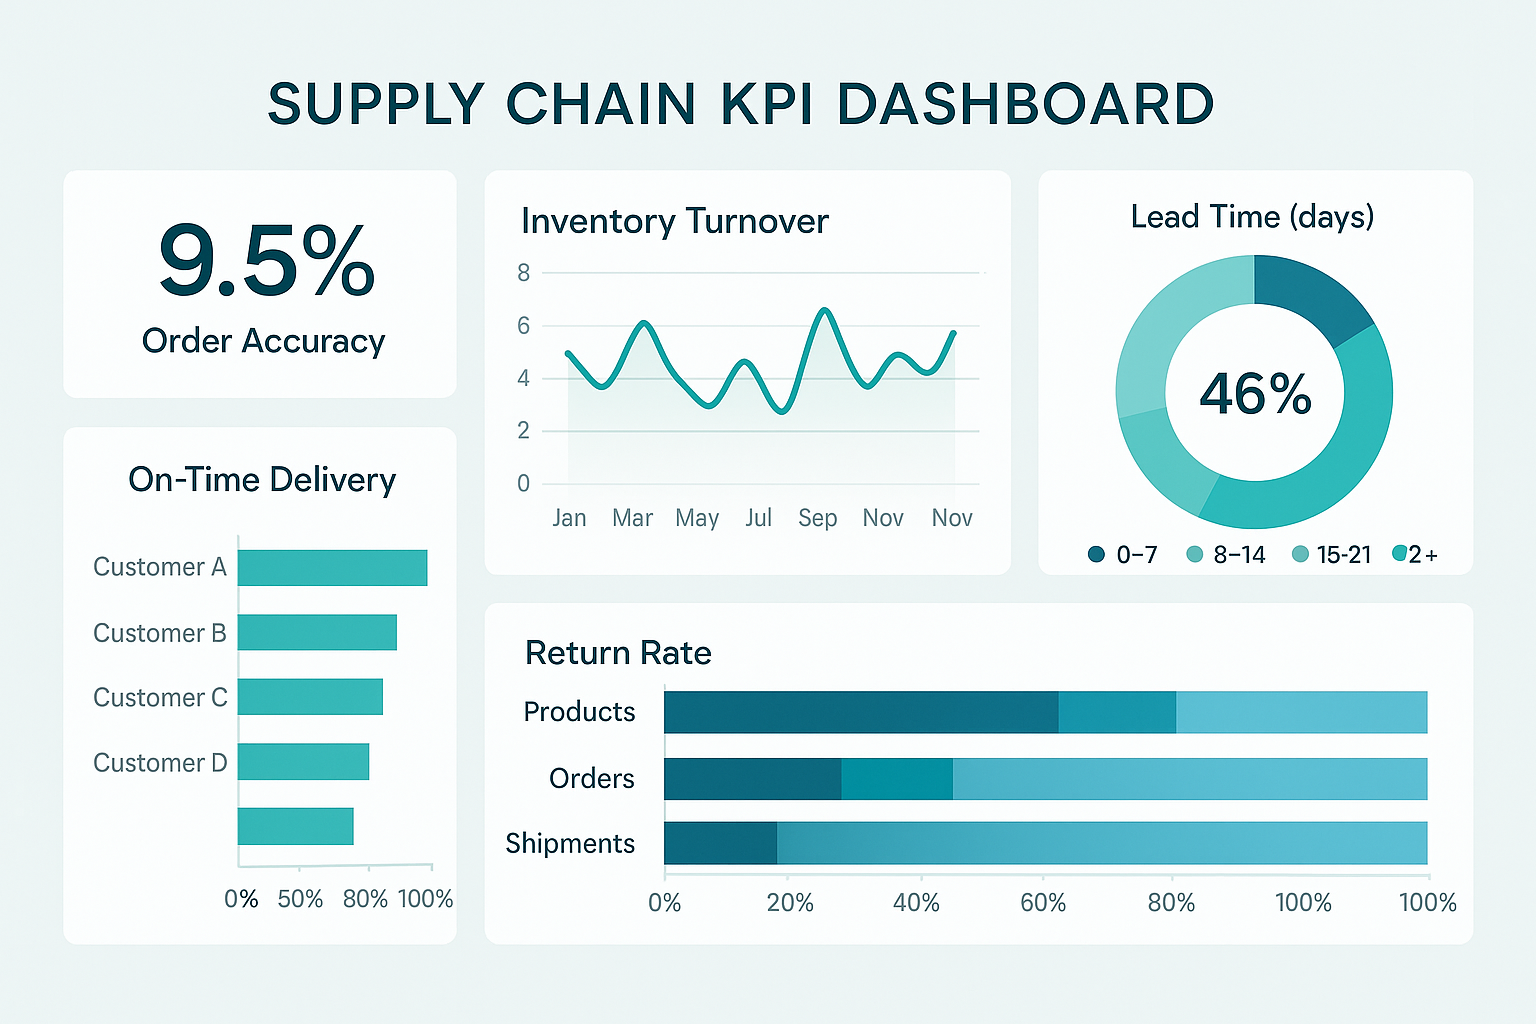 SUPPLY CHAIN KPI DASHBOARD
9.5%
Order Accuracy
On-Time Delivery
Customer A
Customer B
Customer C
Customer D
0% 50% 80% 100%
Inventory Turnover
8
6
4
2
0
Jan Mar May Jul Sep Nov Nov
Lead Time (days)
46%
0–7 8–14 15-21 2+
Return Rate
Products
Orders
Shipments
0% 20% 40% 60% 80% 100% 100%